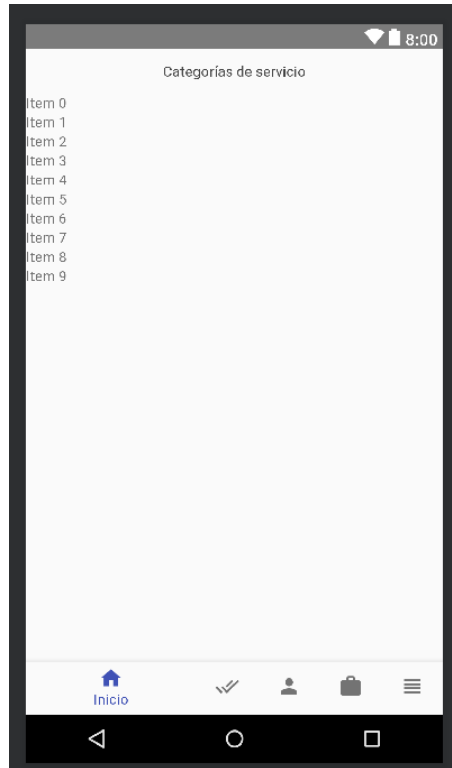 8:00
Categorías de servicio
Item 0
Item 1
Item 2
Item 3
Item 4
Item 5
Item 6
Item 7
Item 8
Item 9
Inicio